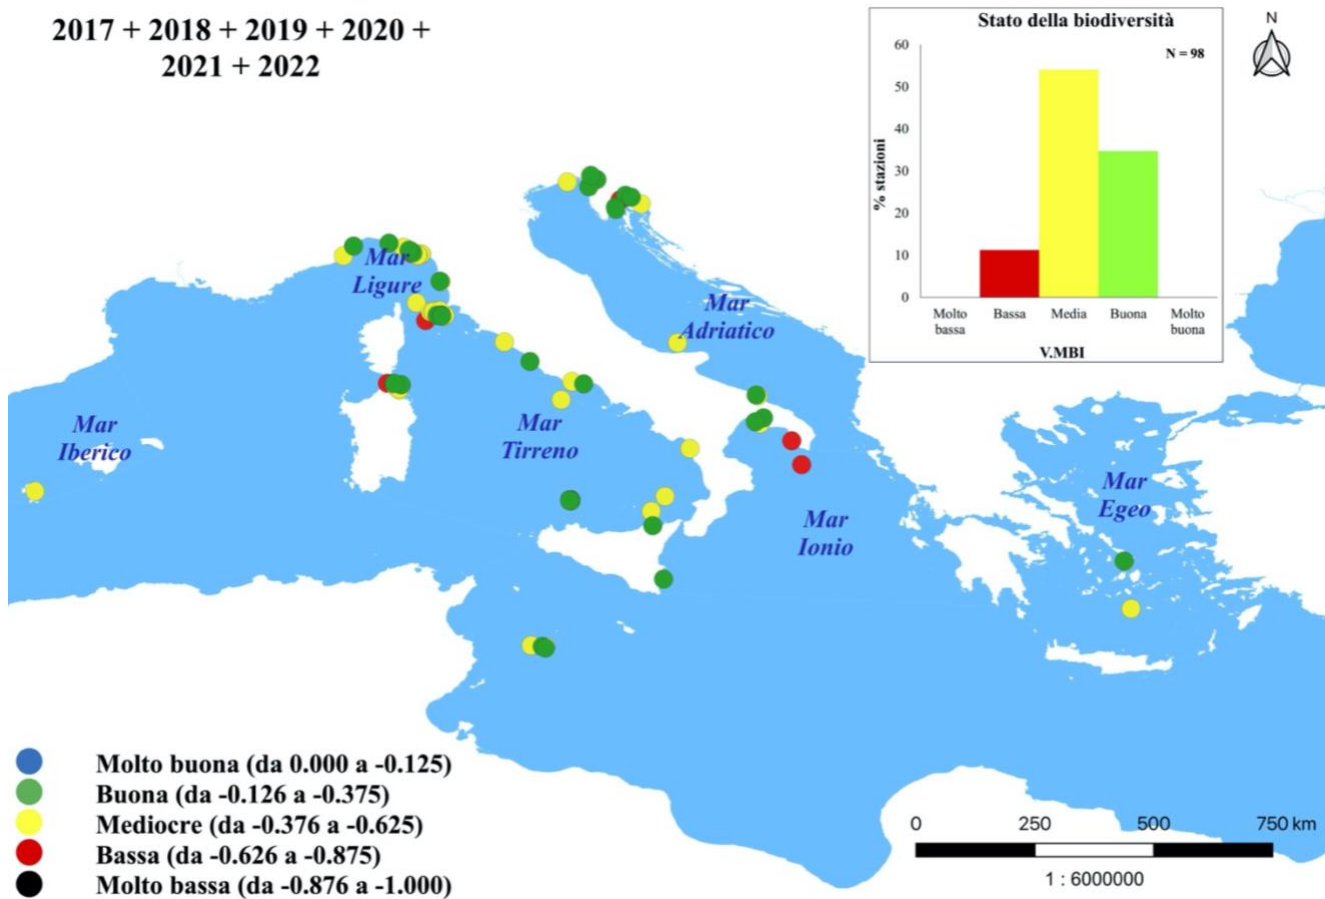 2017 + 2018 + 2019 + 2020 +
2021 + 2022
Stato della biodiversità
N = 98
60
50
40
30
20
10
0
% stazioni
Molto
bassa
Bassa
Media
Buona
Molto
buona
V.MBI
N
Mar
Ligure
Mar
Adriatico
Mar
Iberico
Mar
Tirreno
Mar
Ionio
Mar
Egeo
Molto buona (da 0.000 a -0.125)
Buona (da -0.126 a -0.375)
Mediocre (da -0.376 a -0.625)
Bassa (da -0.626 a -0.875)
Molto bassa (da -0.876 a -1.000)
0 250 500 750 km
1 : 6000000